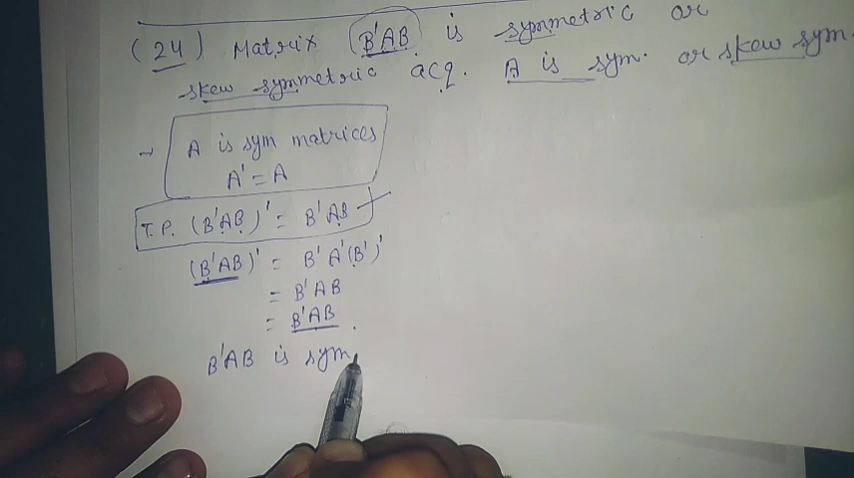 (24) Matrix (B'AB) is symmetric or
skew symmetric acq. A is sym. or skew sym.
→ A is sym matrices
A' = A
T.P. (B'AB)' = B'AB
(B'AB)' = B'A'(B')'
= B'AB
= B'AB.
B'AB is sym